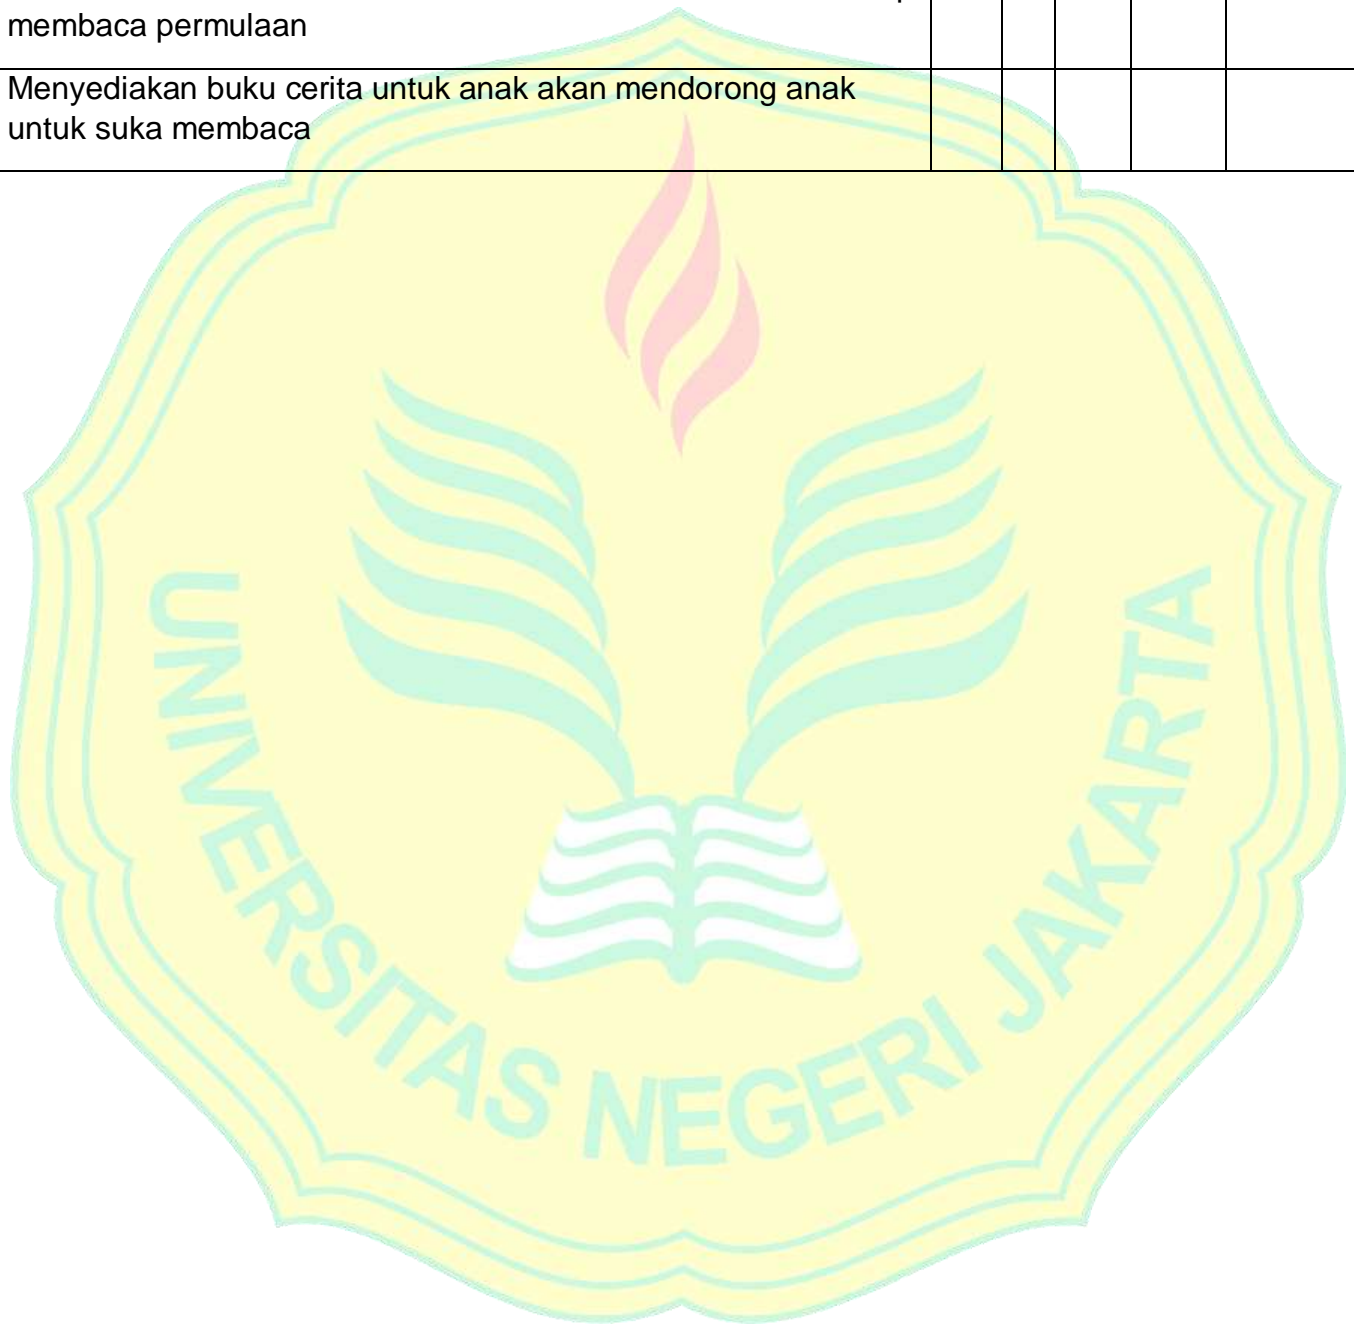 membaca permulaan
Menyediakan buku cerita untuk anak akan mendorong anak
untuk suka membaca
UNIVERSITAS NEGERI JAKARTA